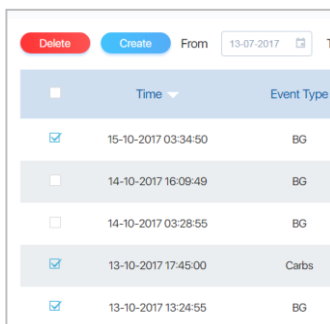 Delete Create From 13-07-2017
Time Event Type
15-10-2017 03:34:50 BG
14-10-2017 16:09:49 BG
14-10-2017 03:28:55 BG
13-10-2017 17:45:00 Carbs
13-10-2017 13:24:55 BG